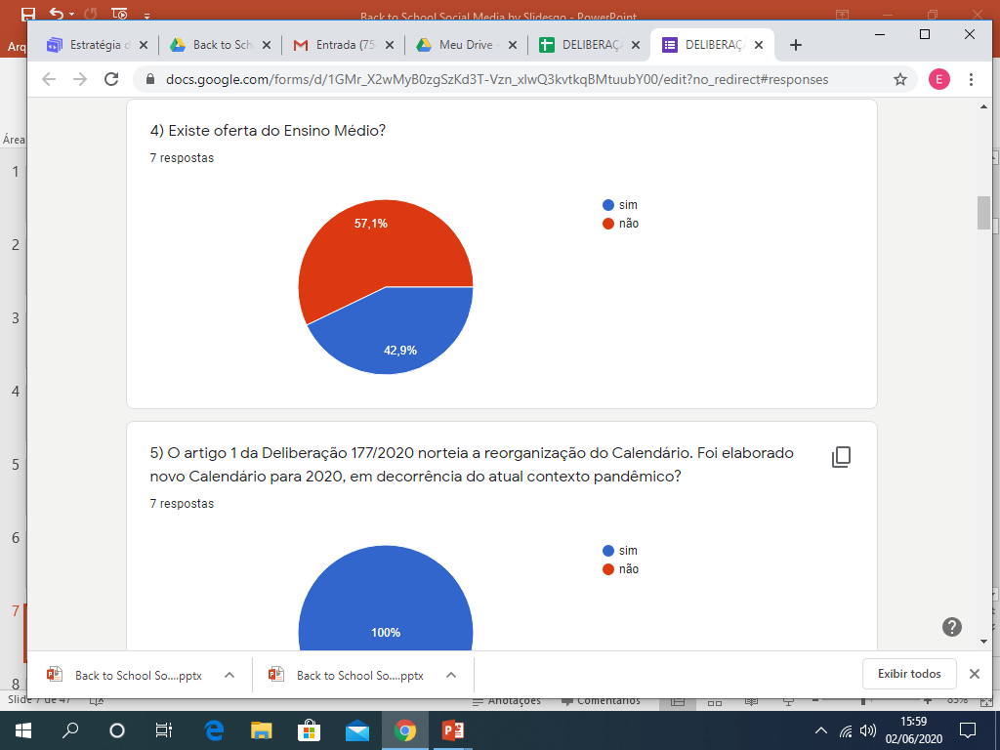 Back to School Social Media by Slidesgo - PowerPoint
Arq
Estratégia d
Back to Sch
Entrada (75
Meu Drive -
DELIBERAÇ
DELIBERAÇ
docs.google.com/forms/d/1GMr_X2wMyB0zgSzKd3T-Vzn_xlwQ3kvtkqBMtuubY00/edit?no_redirect#responses
E
Área
1
2
3
4
5
6
7
8
4) Existe oferta do Ensino Médio?
7 respostas
sim
não
57,1%
42,9%
5) O artigo 1 da Deliberação 177/2020 norteia a reorganização do Calendário. Foi elaborado
novo Calendário para 2020, em decorrência do atual contexto pandêmico?
7 respostas
sim
não
100%
Back to School So....pptx
Back to School So....pptx
Exibir todos
Slide 7 de 47
Anotações
Comentários
85%
15:59
02/06/2020